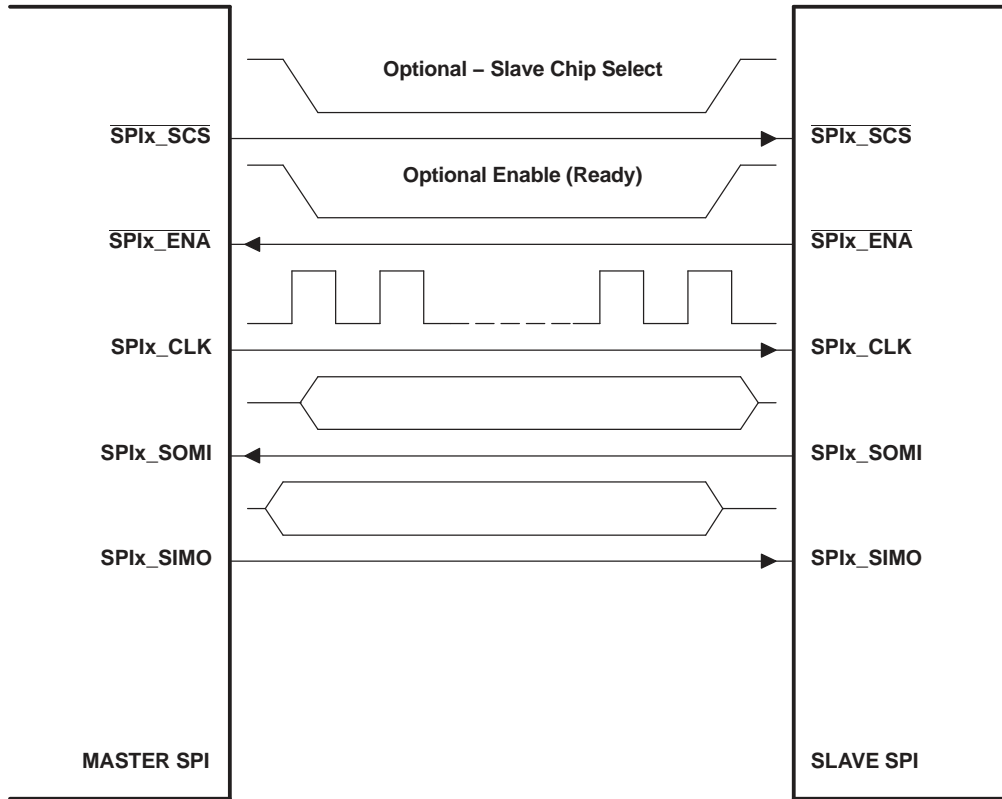 Optional – Slave Chip Select
SPIx_SCS SPIx_SCS
Optional Enable (Ready)
SPIx_ENA SPIx_ENA
SPIx_CLK SPIx_CLK
SPIx_SOMI SPIx_SOMI
SPIx_SIMO SPIx_SIMO
MASTER SPI SLAVE SPI